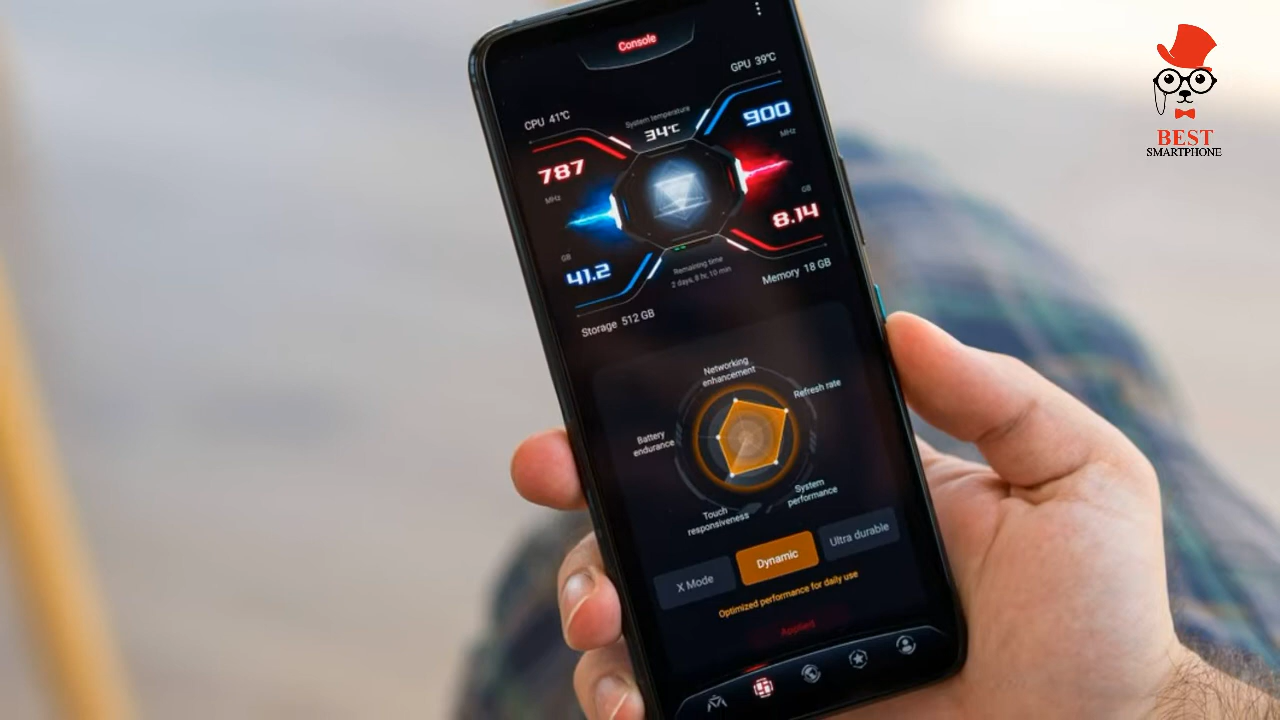 Console
GPU 39°C
CPU 41°C
System temperature
34°C
900
MHz
787
MHz
GB
8.14
GB
41.2
Remaining time
2 days, 8 hr, 10 min
Memory 18 GB
Storage 512 GB
Networking
enhancement
Refresh rate
Battery
endurance
System
performance
Touch
responsiveness
X Mode
Dynamic
Ultra durable
Optimized performance for daily use
Applied
BEST
SMARTPHONE